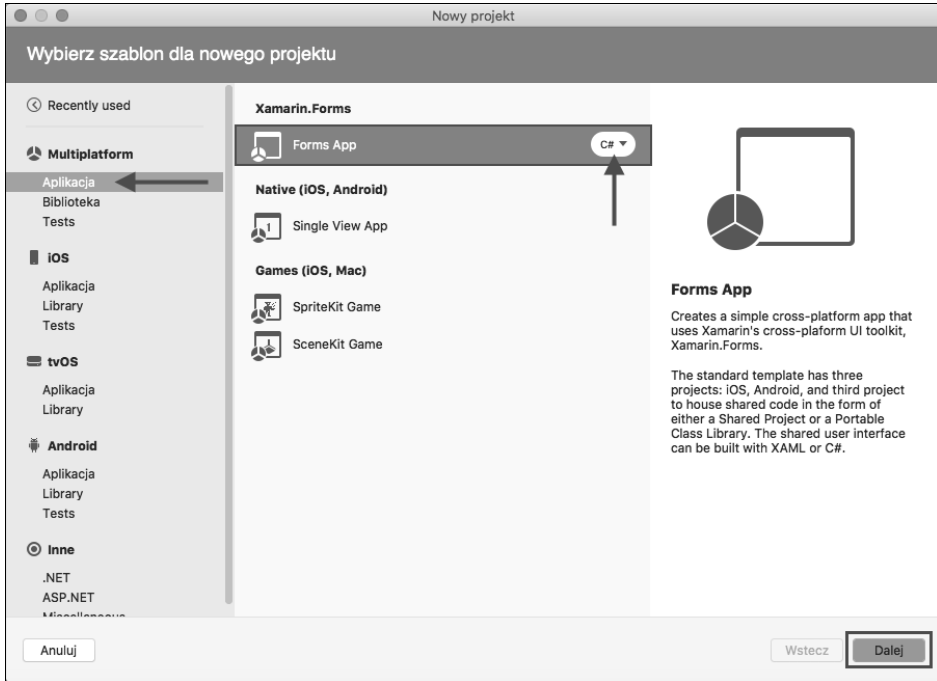 Nowy projekt
Wybierz szablon dla nowego projektu
Recently used
Multiplatform
Aplikacja
Biblioteka
Tests
iOS
Aplikacja
Library
Tests
tvOS
Aplikacja
Library
Android
Aplikacja
Library
Tests
Inne
.NET
ASP.NET
Miscellaneous
Xamarin.Forms
Forms App
C#
Native (iOS, Android)
1
Single View App
Games (iOS, Mac)
SpriteKit Game
SceneKit Game
Forms App
Creates a simple cross-platform app that
uses Xamarin's cross-plaform UI toolkit,
Xamarin.Forms.
The standard template has three
projects: iOS, Android, and third project
to house shared code in the form of
either a Shared Project or a Portable
Class Library. The shared user interface
can be built with XAML or C#.
Anuluj
Wstecz
Dalej